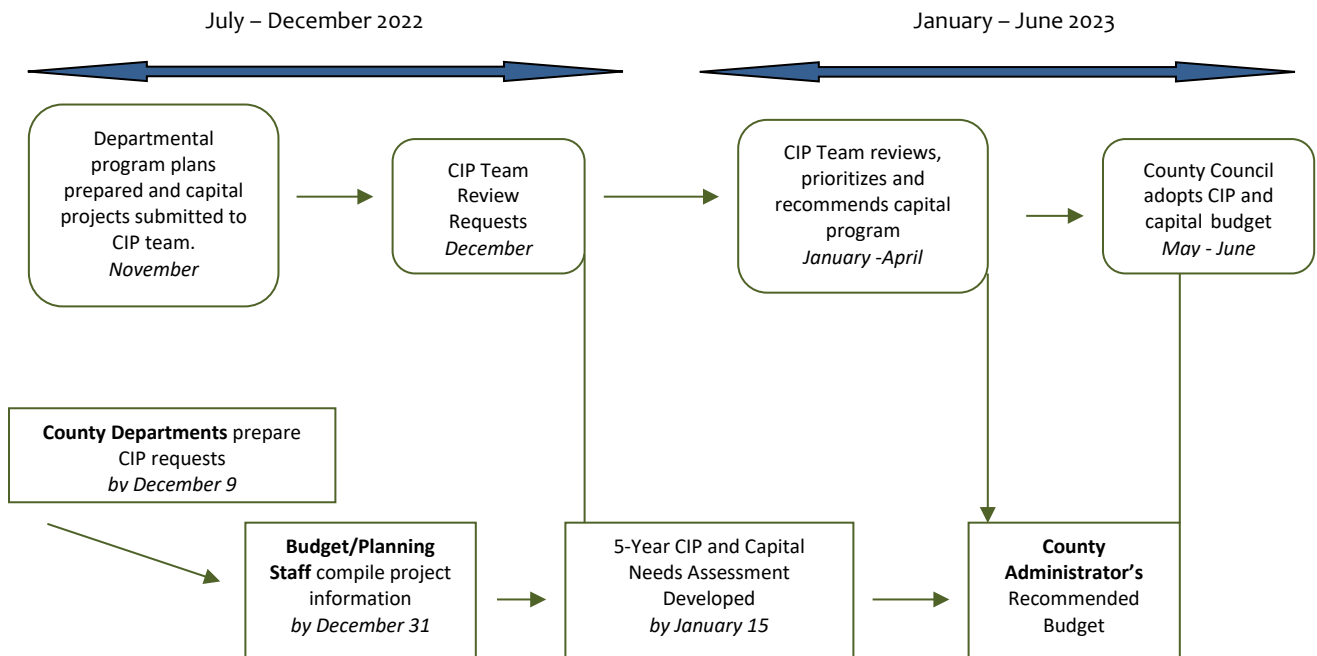 July – December 2022
January – June 2023
Departmental
program plans
prepared and capital
projects submitted to
CIP team.
November
CIP Team
Review
Requests
December
CIP Team reviews,
prioritizes and
recommends capital
program
January -April
County Council
adopts CIP and
capital budget
May - June
County Departments prepare
CIP requests
by December 9
Budget/Planning
Staff compile project
information
by December 31
5-Year CIP and Capital
Needs Assessment
Developed
by January 15
County
Administrator’s
Recommended
Budget